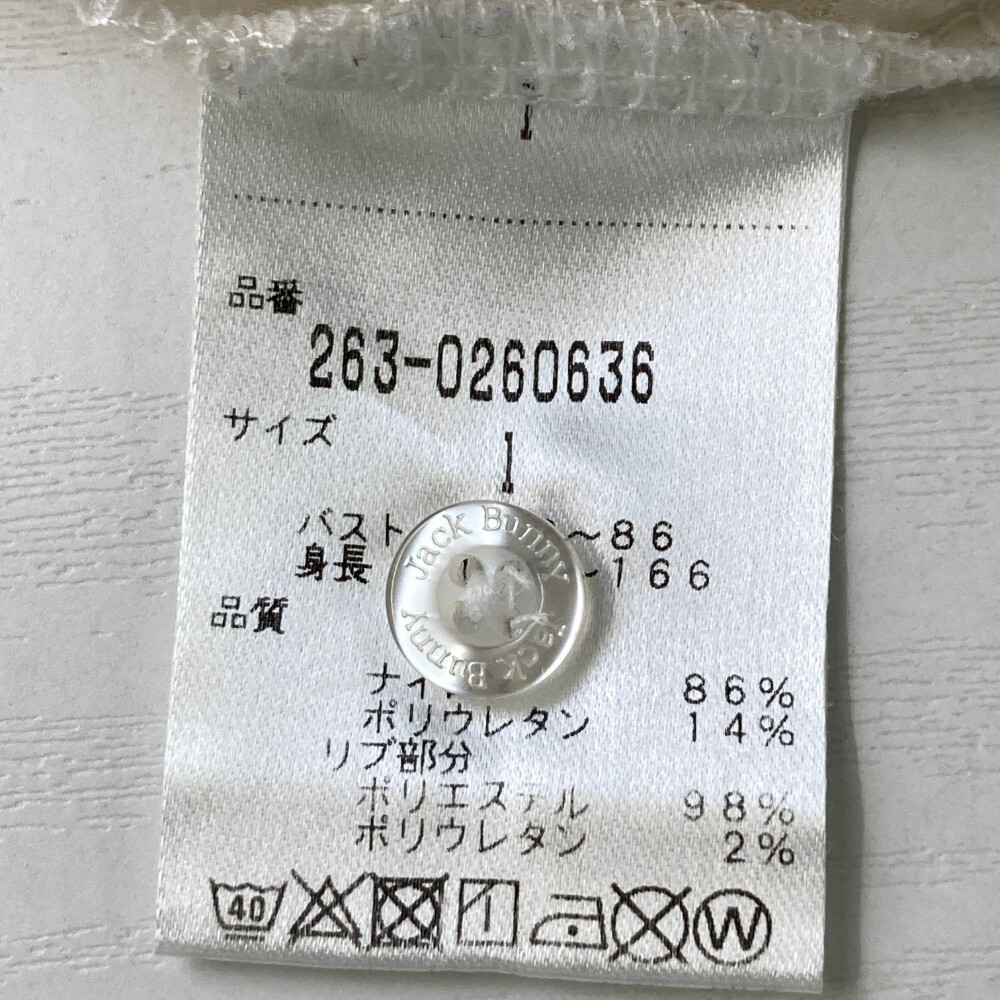 1
品番
263-0260636
サイズ
1
バスト ～86
身長 ～166
品質
86%
ポリウレタン 14%
リブ部分
ポリエステル 98%
ポリウレタン 2%
40
W
Jack Bunny
Jack Bunny